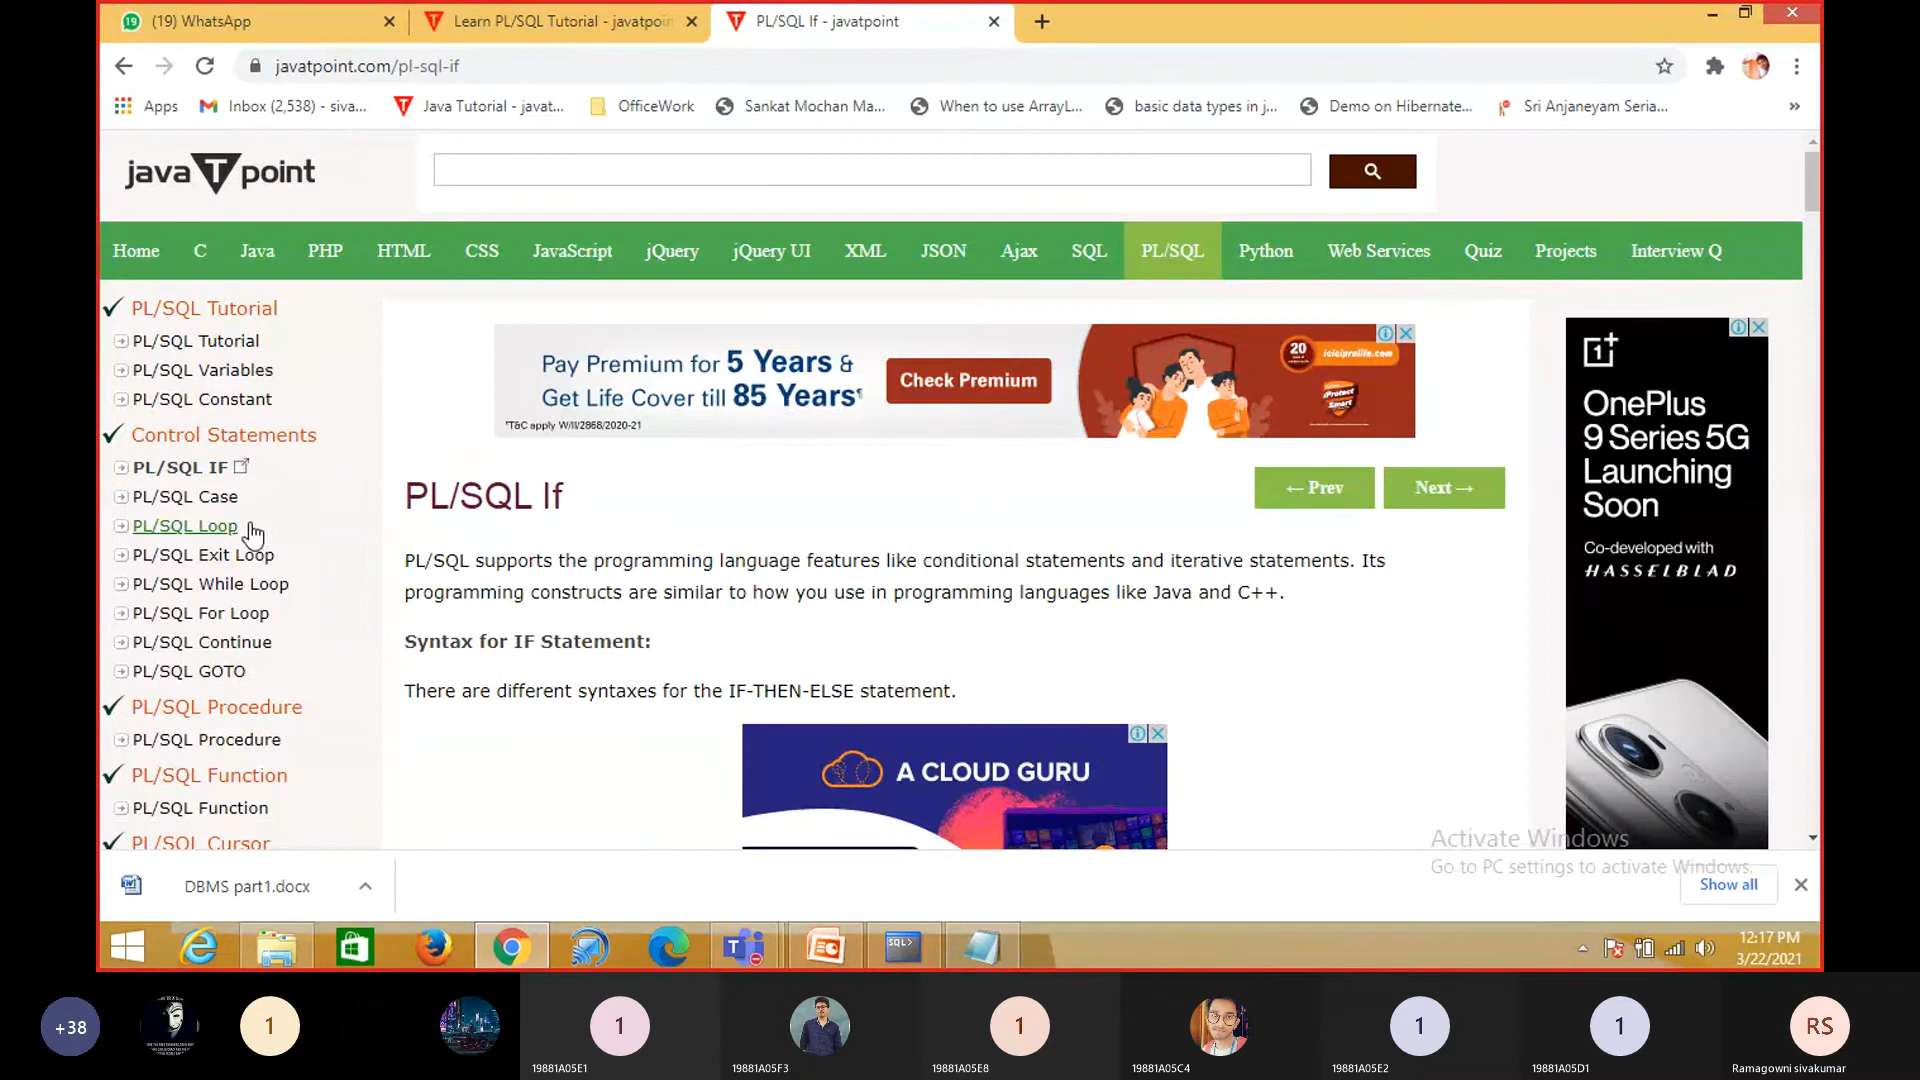 (19) WhatsApp
Learn PL/SQL Tutorial - javatpoin
PL/SQL If - javatpoint
javatpoint.com/pl-sql-if
Apps
Inbox (2,538) - siva...
Java Tutorial - javat...
OfficeWork
Sankat Mochan Ma...
When to use ArrayL...
basic data types in j...
Demo on Hibernate...
Sri Anjaneyam Seria...
»
java T point
Home C Java PHP HTML CSS JavaScript jQuery jQuery UI XML JSON Ajax SQL PL/SQL Python Web Services Quiz Projects Interview Q
PL/SQL Tutorial
PL/SQL Tutorial
PL/SQL Variables
PL/SQL Constant
Control Statements
PL/SQL IF
PL/SQL Case
PL/SQL Loop
PL/SQL Exit Loop
PL/SQL While Loop
PL/SQL For Loop
PL/SQL Continue
PL/SQL GOTO
PL/SQL Procedure
PL/SQL Procedure
PL/SQL Function
PL/SQL Function
PL/SQL Cursor
Pay Premium for 5 Years &
Get Life Cover till 85 Years
*T&C apply W/II/2868/2020-21
Check Premium
20
iciciprulife.com
PL/SQL If
← Prev
Next →
PL/SQL supports the programming language features like conditional statements and iterative statements. Its
programming constructs are similar to how you use in programming languages like Java and C++.
Syntax for IF Statement:
There are different syntaxes for the IF-THEN-ELSE statement.
A CLOUD GURU
OnePlus
9 Series 5G
Launching
Soon
Co-developed with
HASSELBLAD
Activate Windows
Go to PC settings to activate Windows.
DBMS part1.docx
Show all
SQL>
12:17 PM
3/22/2021
+38
1
1
1
1
1
RS
19881A05E1
19881A05F3
19881A05E8
19881A05C4
19881A05E2
19881A05D1
Ramagowni sivakumar